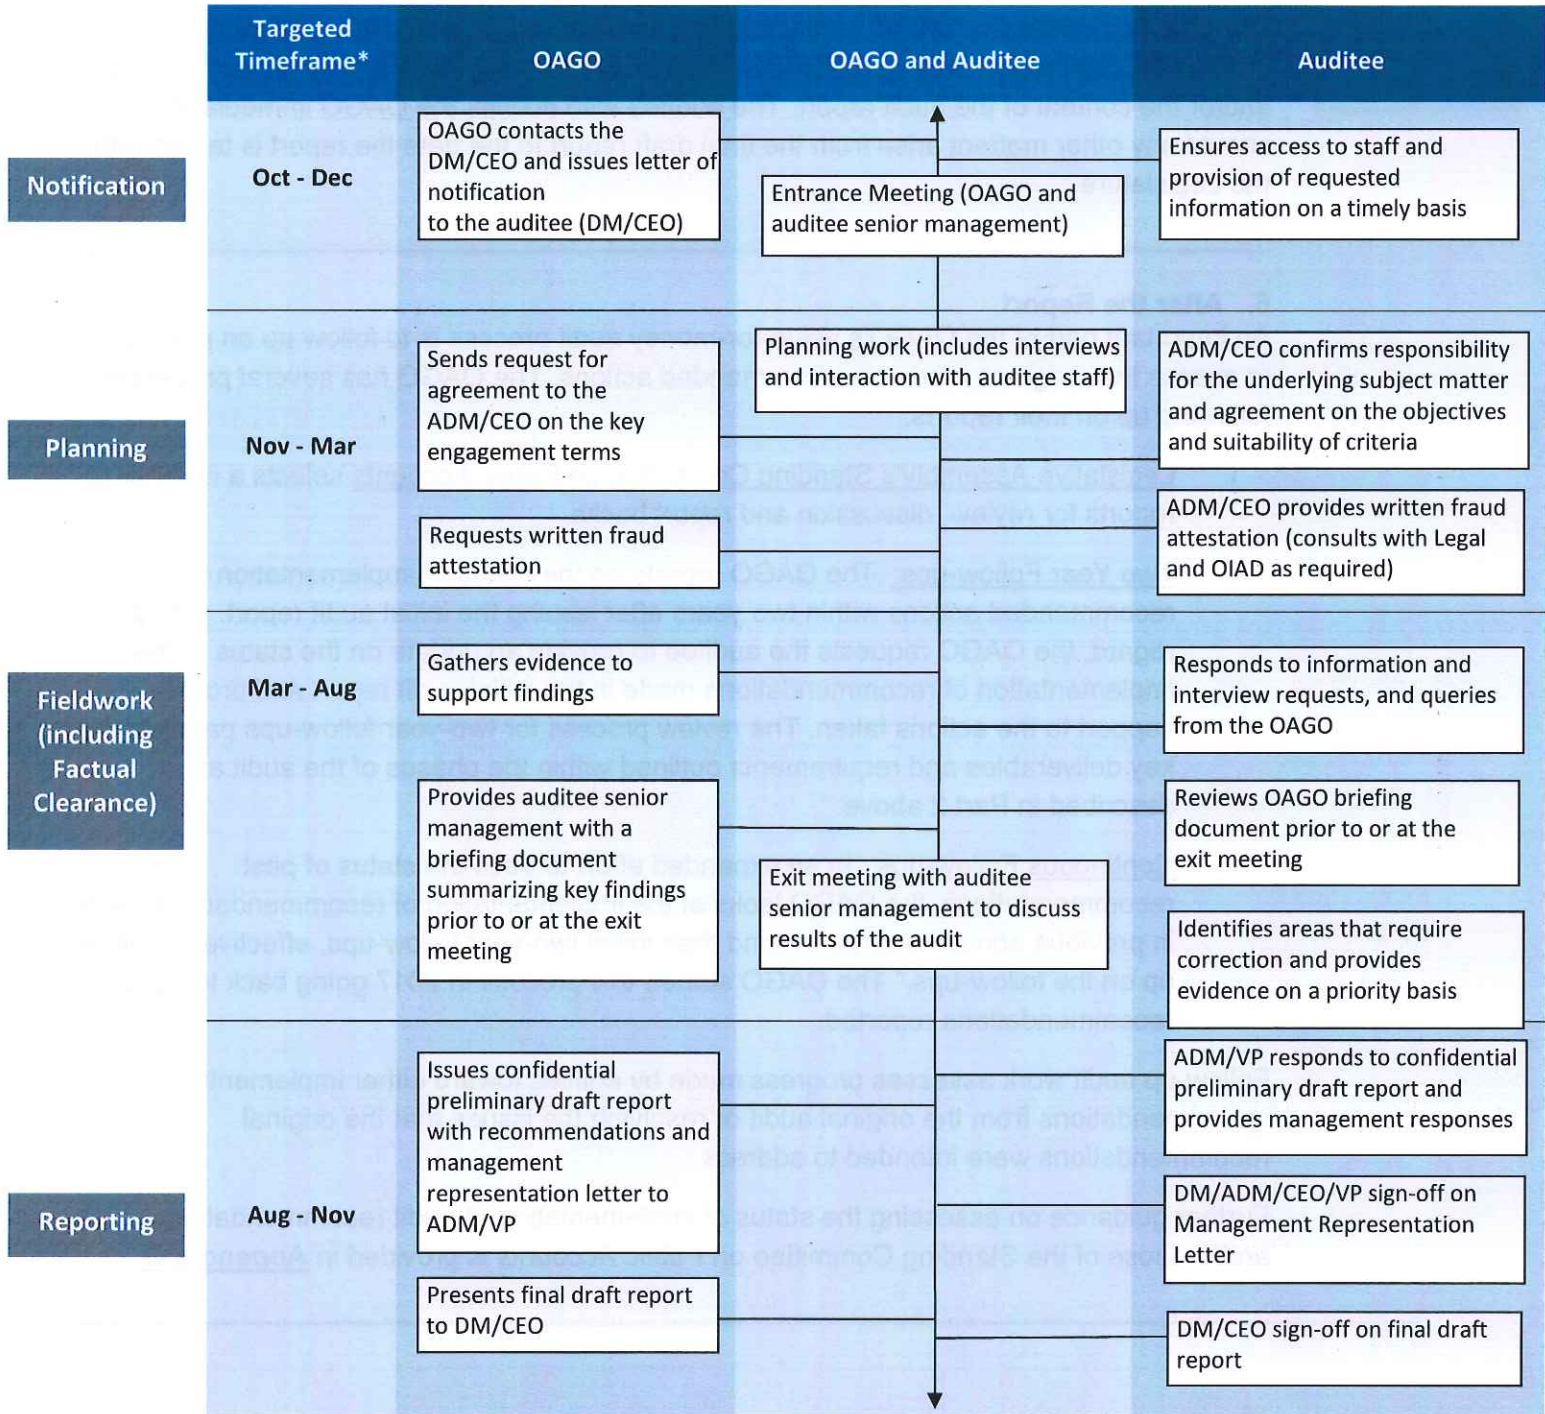 Targeted
Timeframe*
OAGO
OAGO and Auditee
Auditee
Notification
Oct - Dec
OAGO contacts the
DM/CEO and issues letter of
notification
to the auditee (DM/CEO)
Entrance Meeting (OAGO and
auditee senior management)
Ensures access to staff and
provision of requested
information on a timely basis
Planning
Nov - Mar
Sends request for
agreement to the
ADM/CEO on the key
engagement terms
Requests written fraud
attestation
Planning work (includes interviews
and interaction with auditee staff)
ADM/CEO confirms responsibility
for the underlying subject matter
and agreement on the objectives
and suitability of criteria
ADM/CEO provides written fraud
attestation (consults with Legal
and OIAD as required)
Fieldwork
(including
Factual
Clearance)
Mar - Aug
Gathers evidence to
support findings
Provides auditee senior
management with a
briefing document
summarizing key findings
prior to or at the exit
meeting
Exit meeting with auditee
senior management to discuss
results of the audit
Responds to information and
interview requests, and queries
from the OAGO
Reviews OAGO briefing
document prior to or at the
exit meeting
Identifies areas that require
correction and provides
evidence on a priority basis
Reporting
Aug - Nov
Issues confidential
preliminary draft report
with recommendations and
management
representation letter to
ADM/VP
Presents final draft report
to DM/CEO
ADM/VP responds to confidential
preliminary draft report and
provides management responses
DM/ADM/CEO/VP sign-off on
Management Representation
Letter
DM/CEO sign-off on final draft
report